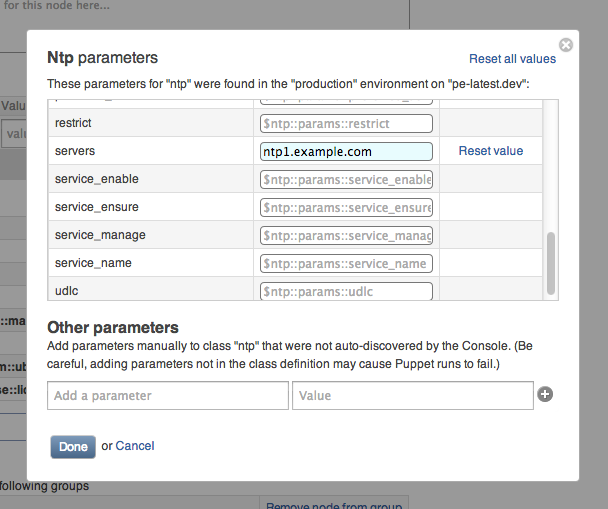 for this node here...
Ntp parameters
Reset all values
These parameters for "ntp" were found in the "production" environment on "pe-latest.dev":
restrict $ntp::params::restrict
servers ntp1.example.com Reset value
service_enable $ntp::params::service_enable
service_ensure $ntp::params::service_ensure
service_manage $ntp::params::service_manag
service_name $ntp::params::service_name
udlc $ntp::params::udlc
Other parameters
Add parameters manually to class "ntp" that were not auto-discovered by the Console. (Be
careful, adding parameters not in the class definition may cause Puppet runs to fail.)
Add a parameter Value
Done or Cancel
following groups
Remove node from group